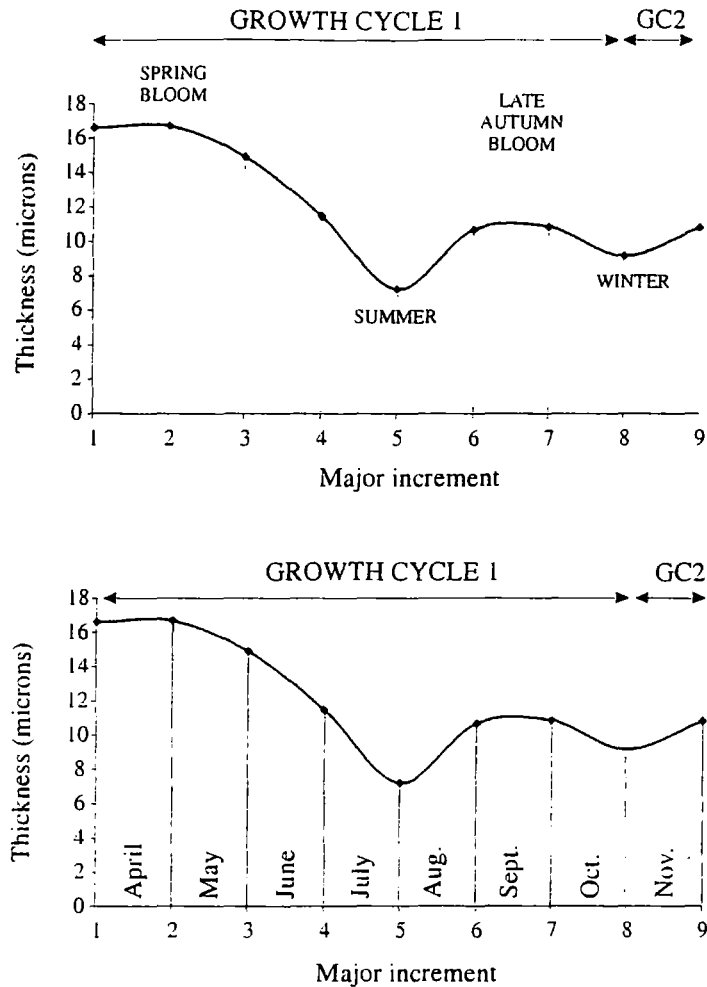 GROWTH CYCLE 1
GC2
SPRING
BLOOM
LATE
AUTUMN
BLOOM
SUMMER
WINTER
Thickness (microns)
18
16
14
12
10
8
6
4
2
0
1 2 3 4 5 6 7 8 9
Major increment
GROWTH CYCLE 1
GC2
Thickness (microns)
18
16
14
12
10
8
6
4
2
0
April
May
June
July
Aug.
Sept.
Oct.
Nov.
1 2 3 4 5 6 7 8 9
Major increment